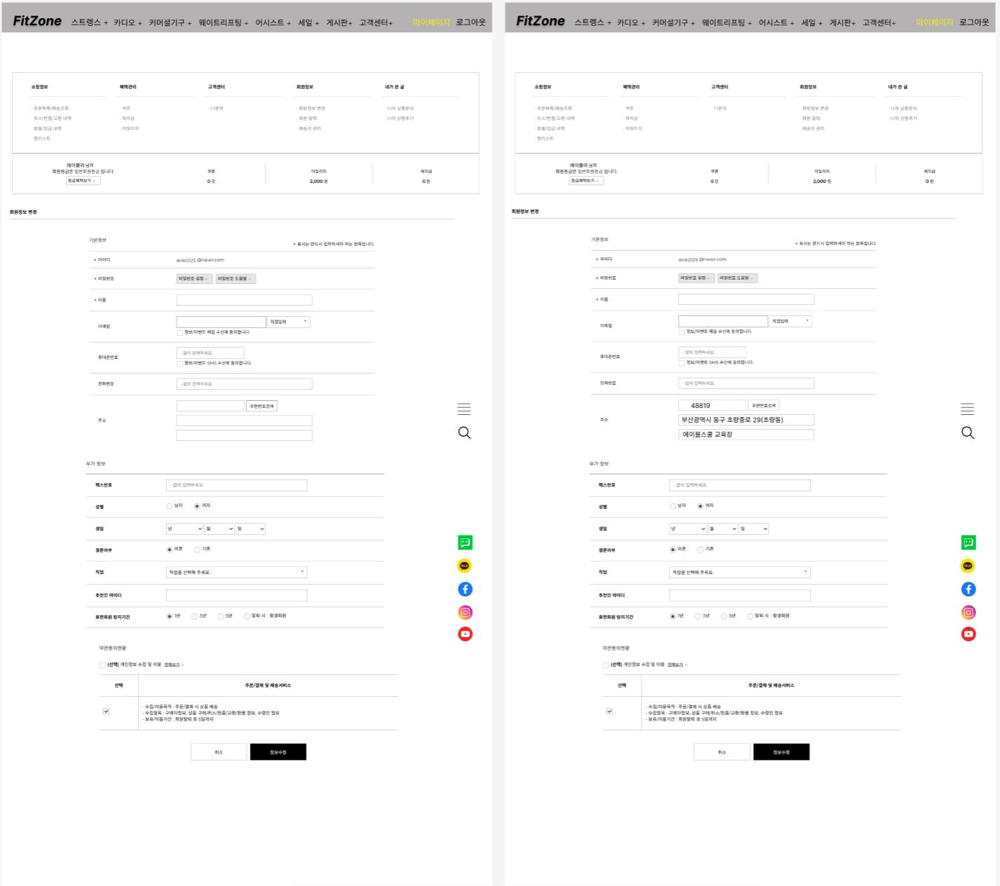 FitZone 스트렝스 + 카디오 + 커머셜기구 + 웨이트리프팅 + 어시스트 + 세일 + 게시판+ 고객센터+ 마이페이지 로그아웃
쇼핑정보 혜택관리 고객센터 회원정보 내가 쓴 글
· 주문목록/배송조회 · 쿠폰 · 1:1문의 · 회원정보 변경 · 나의 상품문의
· 취소/반품/교환 내역 · 예치금 · 회원 탈퇴 · 나의 상품후기
· 환불/입금 내역 · 마일리지 · 배송지 관리
· 찜리스트
에이블러 님의
회원등급은 일반회원등급 입니다.
등급혜택보기
쿠폰 마일리지 예치금
0 장 2,000 원 0 원
회원정보 변경
기본정보
표시는 반드시 입력하셔야 하는 항목입니다.
아이디 aivle2025 @naver.com
비밀번호 비밀번호 설정 비밀번호 도움말
이름
이메일 직접입력
정보/이벤트 메일 수신에 동의합니다.
휴대폰번호 - 없이 입력하세요.
정보/이벤트 SMS 수신에 동의합니다.
전화번호 - 없이 입력하세요.
우편번호검색
주소
부가 정보
팩스번호 - 없이 입력하세요.
성별 남자 여자
생일 년 월 일
결혼여부 미혼 기혼
직업 직업을 선택해 주세요.
추천인 아이디
휴면회원 방지기간 1년 3년 5년 탈퇴 시 - 평생회원
약관동의현황
(선택) 개인정보 수집 및 이용 전체보기
선택 주문/결제 및 배송서비스
- 수집/이용목적 : 주문/결제 시 상품 배송
- 수집항목 : 구매자정보, 상품 구매/취소/반품/교환/환불 정보, 수령인 정보
- 보유/이용기간 : 회원탈퇴 후 5일까지
취소 정보수정
TALK
FitZone 스트렝스 + 카디오 + 커머셜기구 + 웨이트리프팅 + 어시스트 + 세일 + 게시판+ 고객센터+ 마이페이지 로그아웃
쇼핑정보 혜택관리 고객센터 회원정보 내가 쓴 글
· 주문목록/배송조회 · 쿠폰 · 1:1문의 · 회원정보 변경 · 나의 상품문의
· 취소/반품/교환 내역 · 예치금 · 회원 탈퇴 · 나의 상품후기
· 환불/입금 내역 · 마일리지 · 배송지 관리
· 찜리스트
에이블러 님의
회원등급은 일반회원등급 입니다.
등급혜택보기
쿠폰 마일리지 예치금
0 장 2,000 원 0 원
회원정보 변경
기본정보
표시는 반드시 입력하셔야 하는 항목입니다.
아이디 aivle2025 @naver.com
비밀번호 비밀번호 설정 비밀번호 도움말
이름
이메일 직접입력
정보/이벤트 메일 수신에 동의합니다.
휴대폰번호 - 없이 입력하세요.
정보/이벤트 SMS 수신에 동의합니다.
전화번호 - 없이 입력하세요.
48819 우편번호검색
주소 부산광역시 동구 초량중로 29(초량동)
에이블스쿨 교육장
부가 정보
팩스번호 - 없이 입력하세요.
성별 남자 여자
생일 년 월 일
결혼여부 미혼 기혼
직업 직업을 선택해 주세요.
추천인 아이디
휴면회원 방지기간 1년 3년 5년 탈퇴 시 - 평생회원
약관동의현황
(선택) 개인정보 수집 및 이용 전체보기
선택 주문/결제 및 배송서비스
- 수집/이용목적 : 주문/결제 시 상품 배송
- 수집항목 : 구매자정보, 상품 구매/취소/반품/교환/환불 정보, 수령인 정보
- 보유/이용기간 : 회원탈퇴 후 5일까지
취소 정보수정
TALK